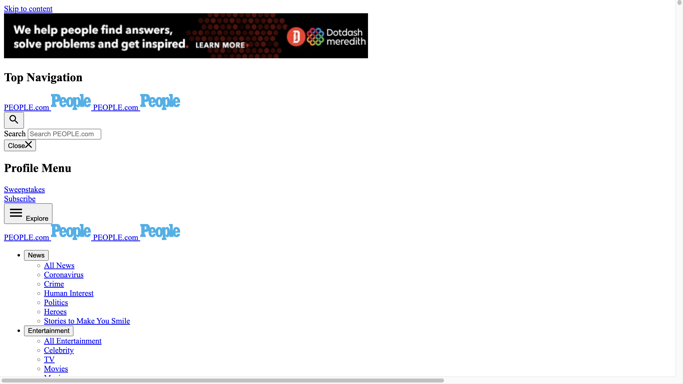 Skip to content
We help people find answers,
solve problems and get inspired.
LEARN MORE
Dotdash
meredith
Top Navigation
PEOPLE.com People PEOPLE.com People
Search Search PEOPLE.com
Close
Profile Menu
Sweepstakes
Subscribe
Explore
PEOPLE.com People PEOPLE.com People
News
All News
Coronavirus
Crime
Human Interest
Politics
Heroes
Stories to Make You Smile
Entertainment
All Entertainment
Celebrity
TV
Movies